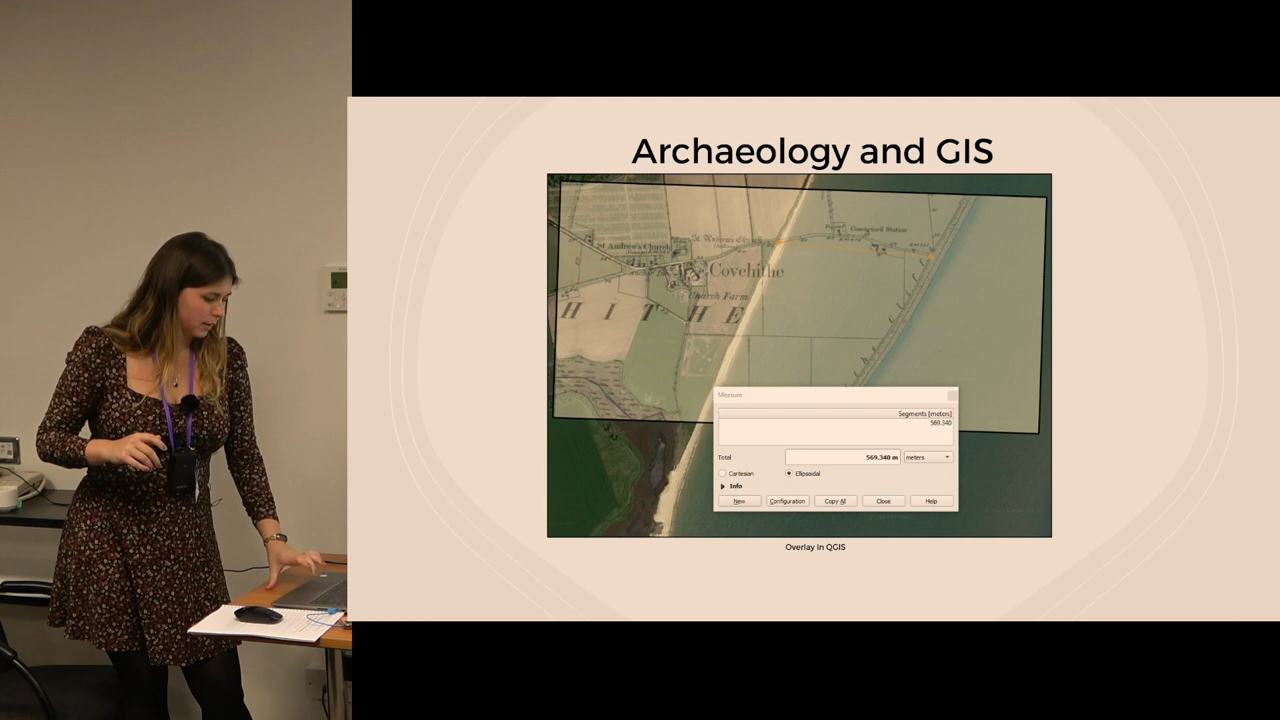 Archaeology and GIS
St Andrew's Church
Coastguard Station
Covehithe
Church Farm
H I T H E
Measure
Segments [meters]
569.340
Total
569.340 m
meters
Cartesian
Ellipsoidal
Info
New
Configuration
Copy All
Close
Help
Overlay in QGIS